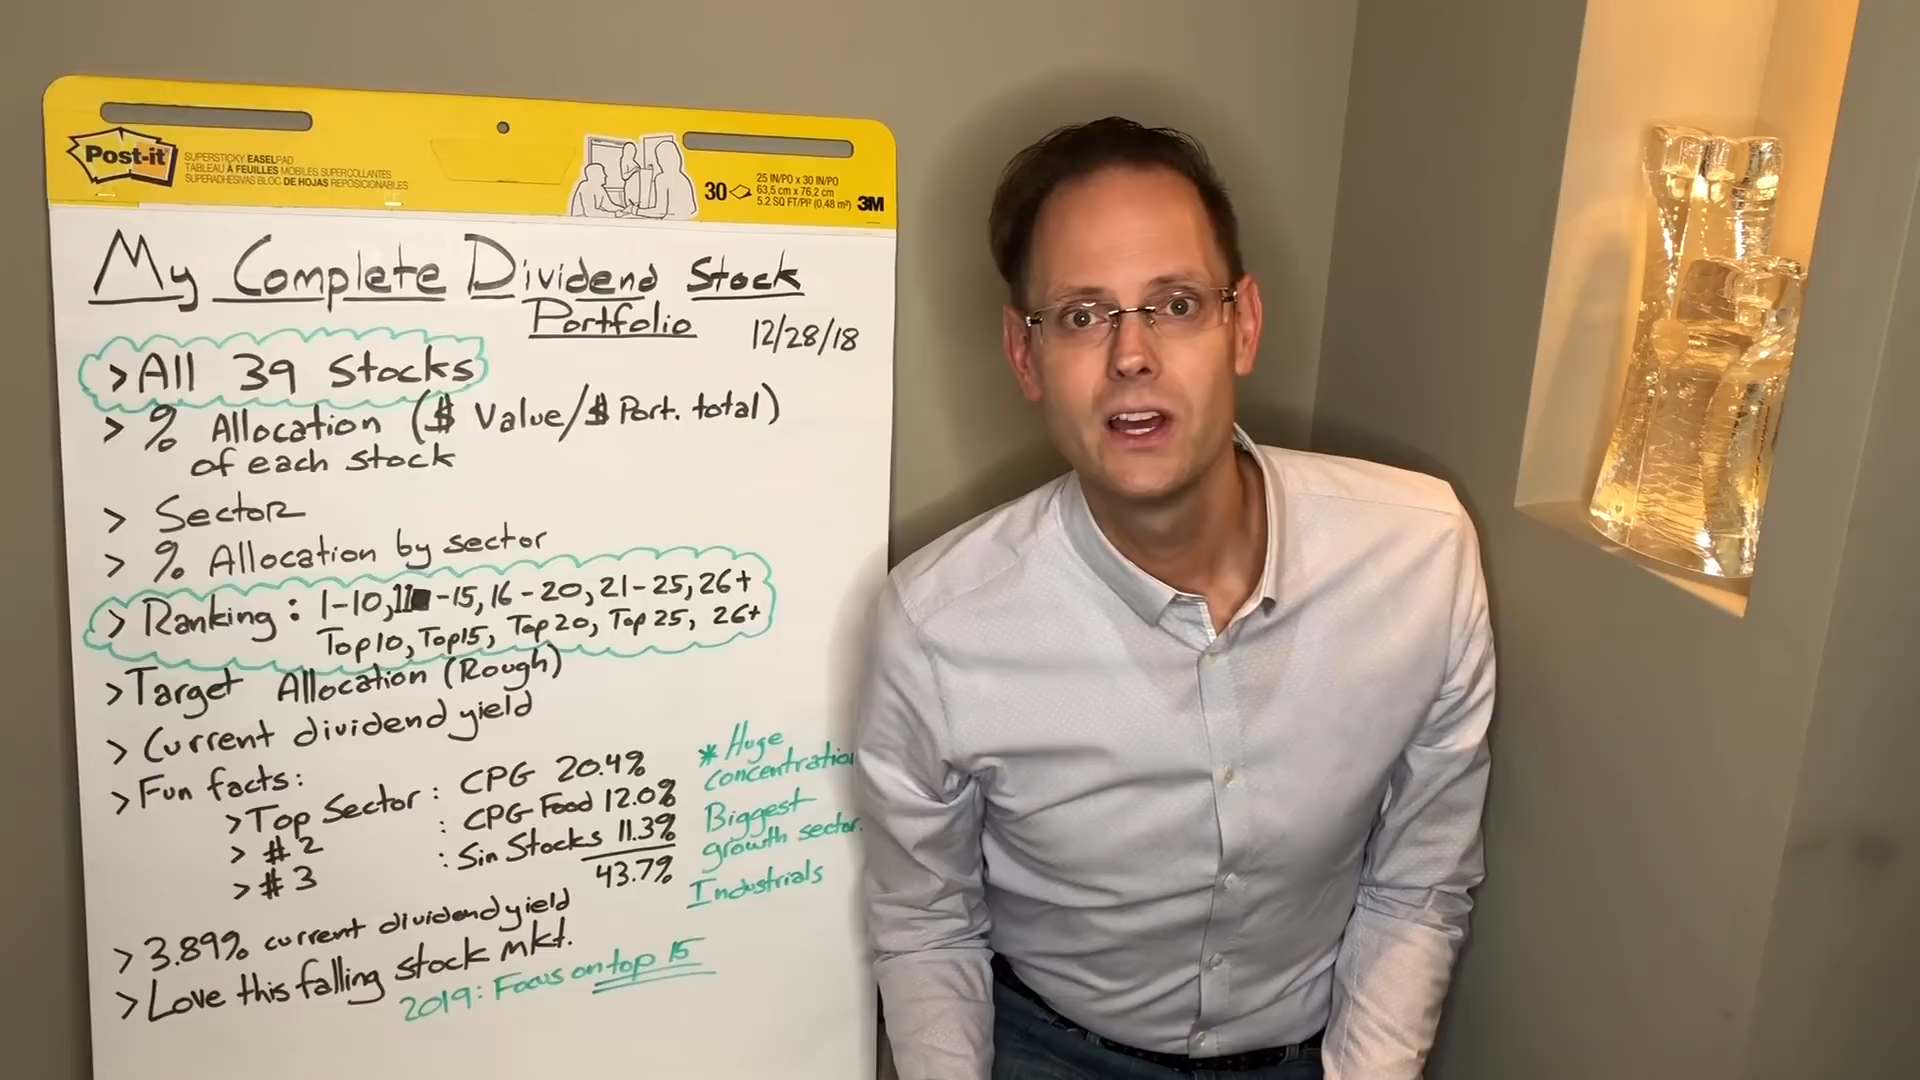 Post-it
SUPERSTICKY EASELPAD
TABLEAU À FEUILLES MOBILES SUPERCOLLANTES
SUPERADHESIVAS BLOC DE HOJAS REPOSICIONABLES
30
25 IN/PO x 30 IN/PO
63,5 cm x 76,2 cm
5.2 SQ FT/PI² (0,48 m²)
3M
My Complete Dividend Stock
Portfolio 12/28/18
> All 39 Stocks
> % Allocation ($ Value/$ Port. total)
of each stock
> Sector
> % Allocation by sector
> Ranking: 1-10, 11-15, 16-20, 21-25, 26+
Top 10, Top 15, Top 20, Top 25, 26+
> Target Allocation (Rough)
> Current dividend yield
> Fun facts:
> Top Sector: CPG 20.4%
> #2 : CPG Food 12.0%
> #3 : Sin Stocks 11.3%
43.7%
* Huge
concentration
Biggest
growth sector.
Industrials
> 3.89% current dividend yield
> Love this falling stock mkt.
2019: Focus on top 15